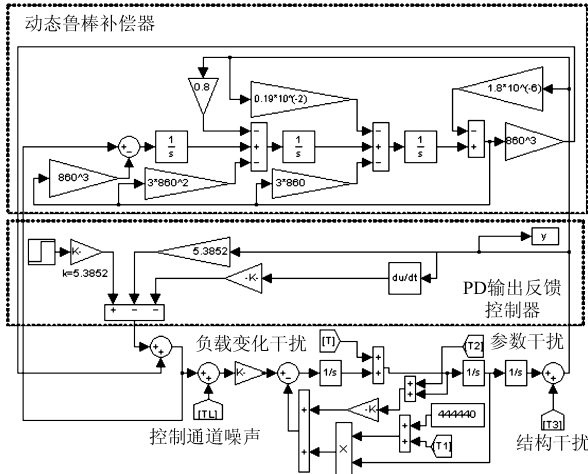 动态鲁棒补偿器
0.8
0.19*10^(-2)
1.8*10^(-6)
+
-
1
s
-
+
-
1
s
-
+
-
1
s
-
+
860^3
860^3
3*860^2
3*860
K-
k=5.3852
5.3852
-K-
du/dt
y
PD输出反馈
控制器
+
-
-
负载变化干扰
[T]
[T2]
参数干扰
+
+
+
+
K-
-
+
1/s
+
+
1/s
1/s
+
+
[TL]
控制通道噪声
+
+
-K-
+
+
×
444440
+
+
[T1]
[T3]
结构干扰